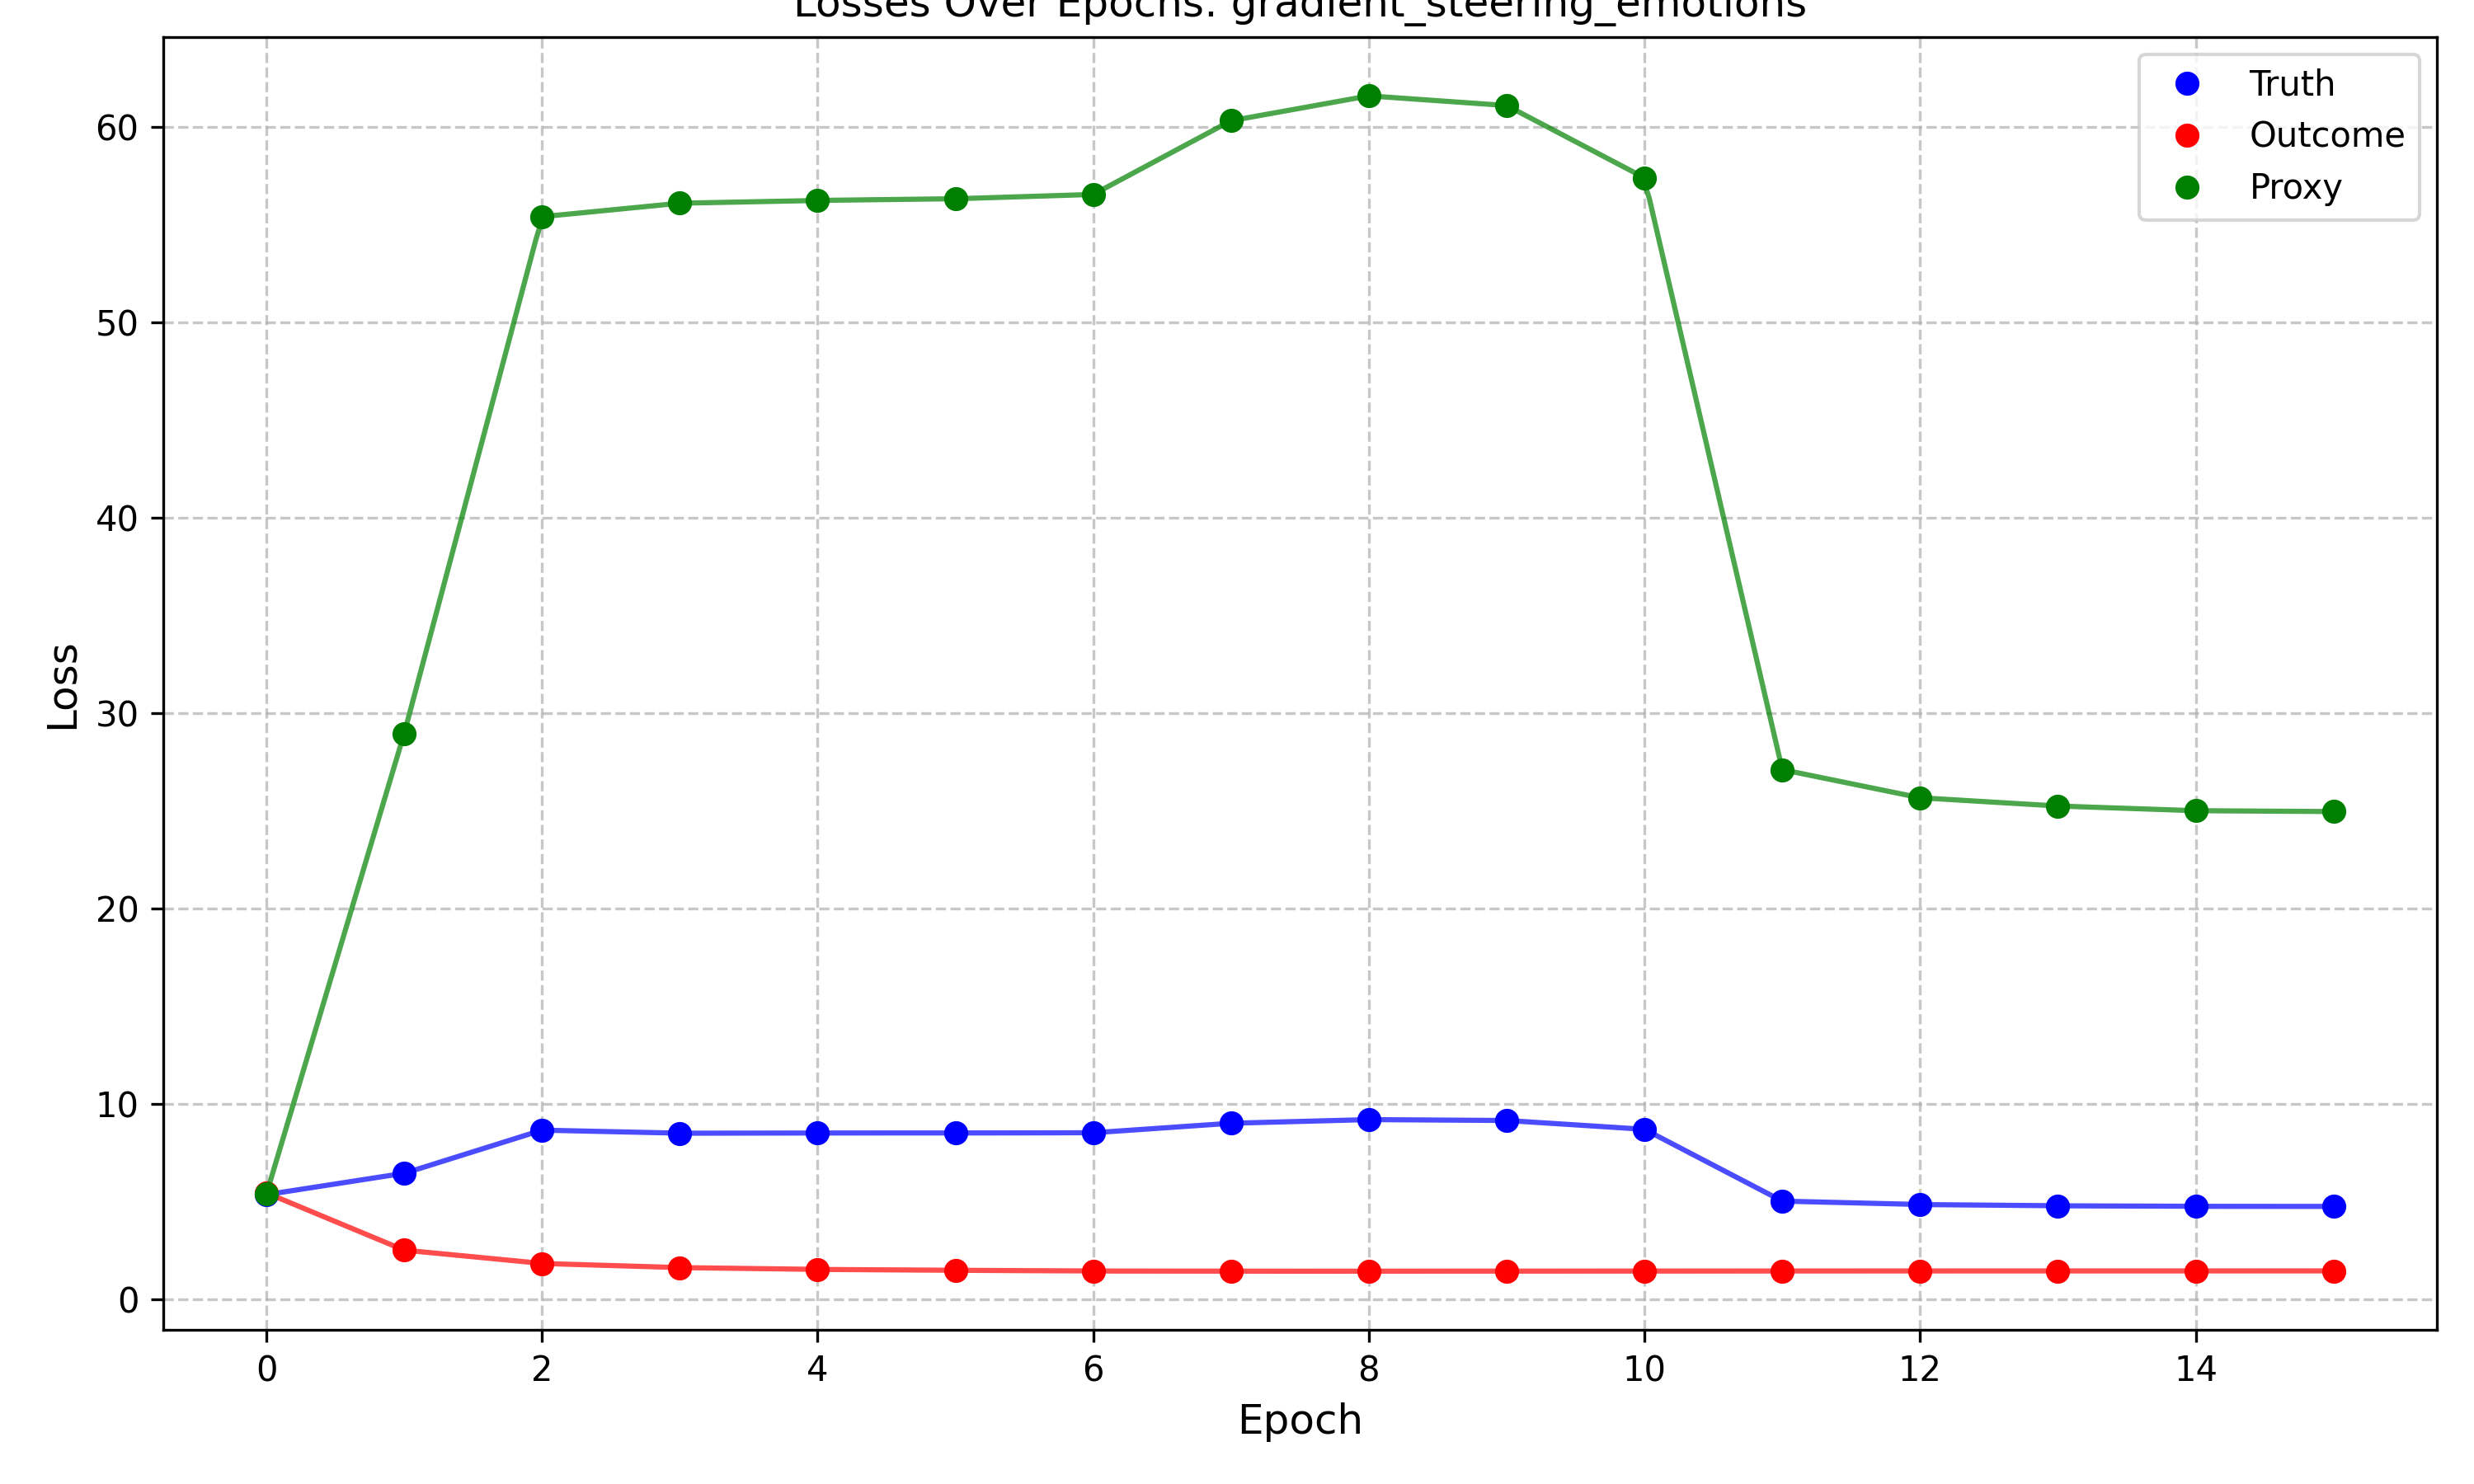 Losses Over Epochs: gradient_steering_emotions
Truth
Outcome
Proxy
60
50
40
30
20
10
0
Loss
0 2 4 6 8 10 12 14
Epoch